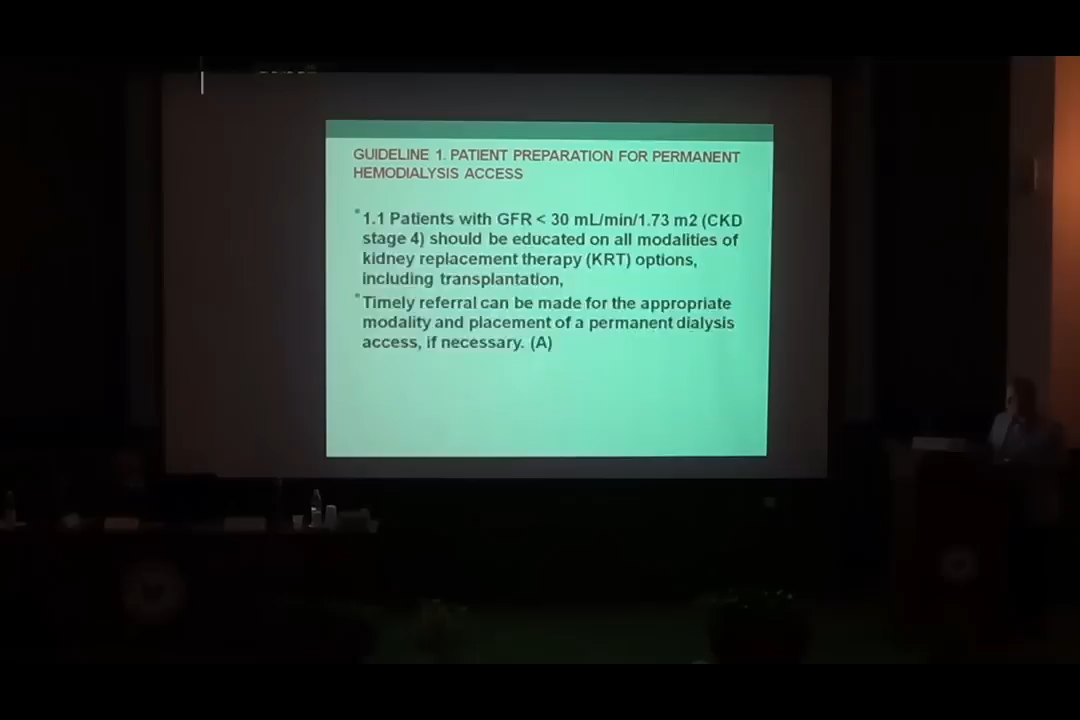 GUIDELINE 1. PATIENT PREPARATION FOR PERMANENT
HEMODIALYSIS ACCESS
1.1 Patients with GFR < 30 mL/min/1.73 m2 (CKD
stage 4) should be educated on all modalities of
kidney replacement therapy (KRT) options,
including transplantation,
Timely referral can be made for the appropriate
modality and placement of a permanent dialysis
access, if necessary. (A)